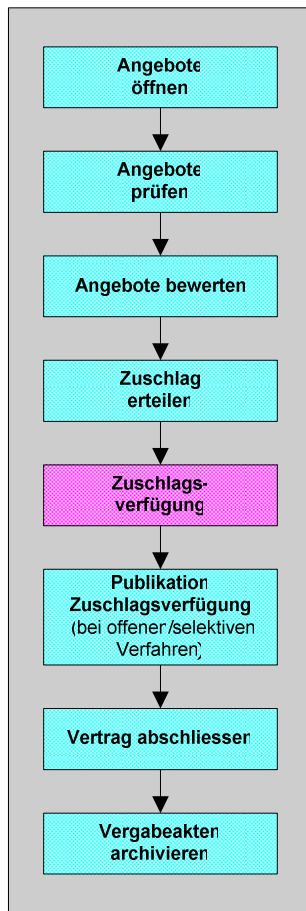 Angebote
öffnen
Angebote
prüfen
Angebote bewerten
Zuschlag
erteilen
Zuschlags-
verfügung
Publikation
Zuschlagsverfügung
(bei offener/selektiven
Verfahren)
Vertrag abschliessen
Vergabeakten
archivieren